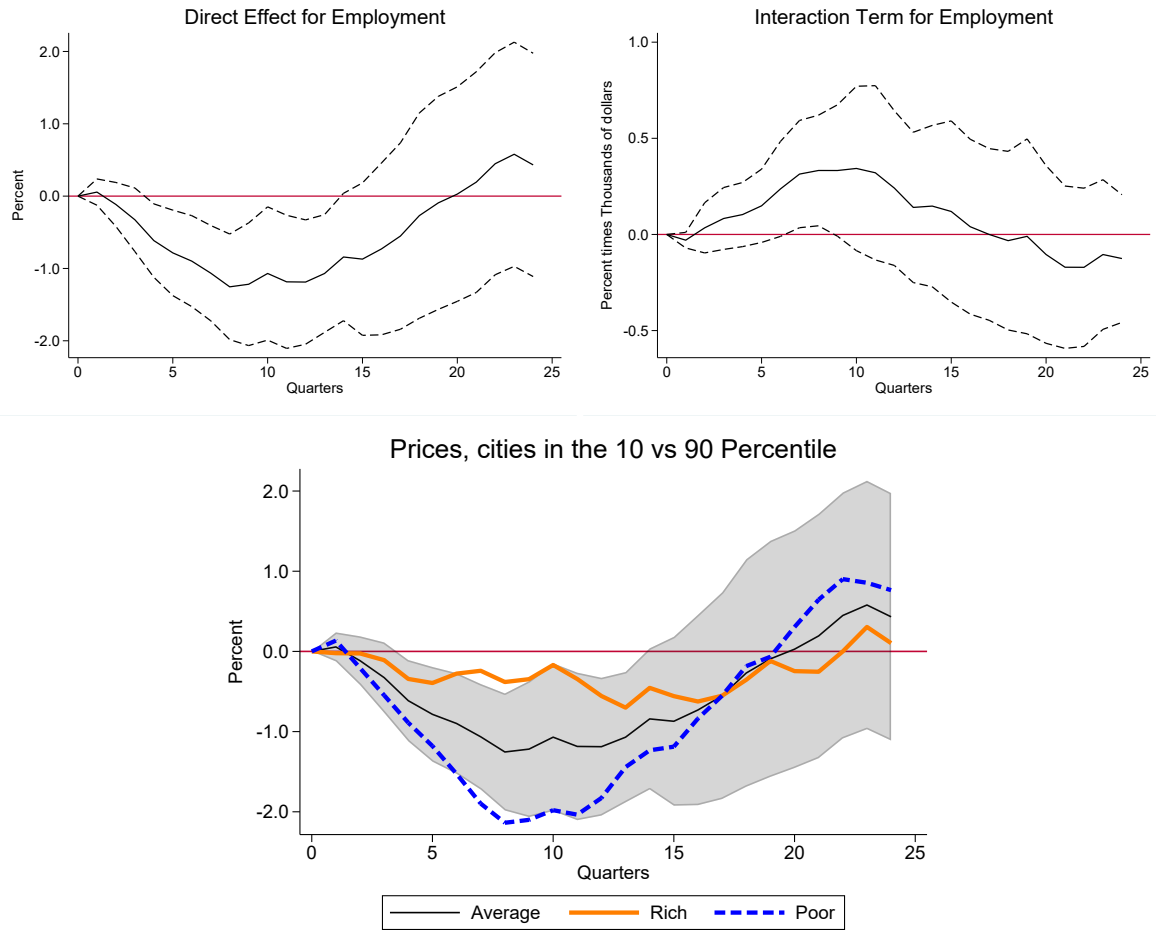 Direct Effect for Employment
2.0
1.0
0.0
-1.0
-2.0
Percent
0 5 10 15 20 25
Quarters
Interaction Term for Employment
1.0
0.5
0.0
-0.5
Percent times Thousands of dollars
0 5 10 15 20 25
Quarters
Prices, cities in the 10 vs 90 Percentile
2.0
1.0
0.0
-1.0
-2.0
Percent
0 5 10 15 20 25
Quarters
Average Rich Poor